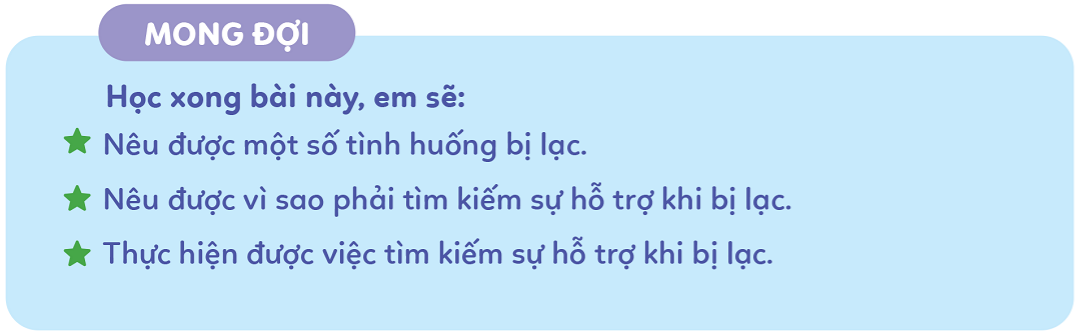 MONG ĐỢI
Học xong bài này, em sẽ:
Nêu được một số tình huống bị lạc.
Nêu được vì sao phải tìm kiếm sự hỗ trợ khi bị lạc.
Thực hiện được việc tìm kiếm sự hỗ trợ khi bị lạc.